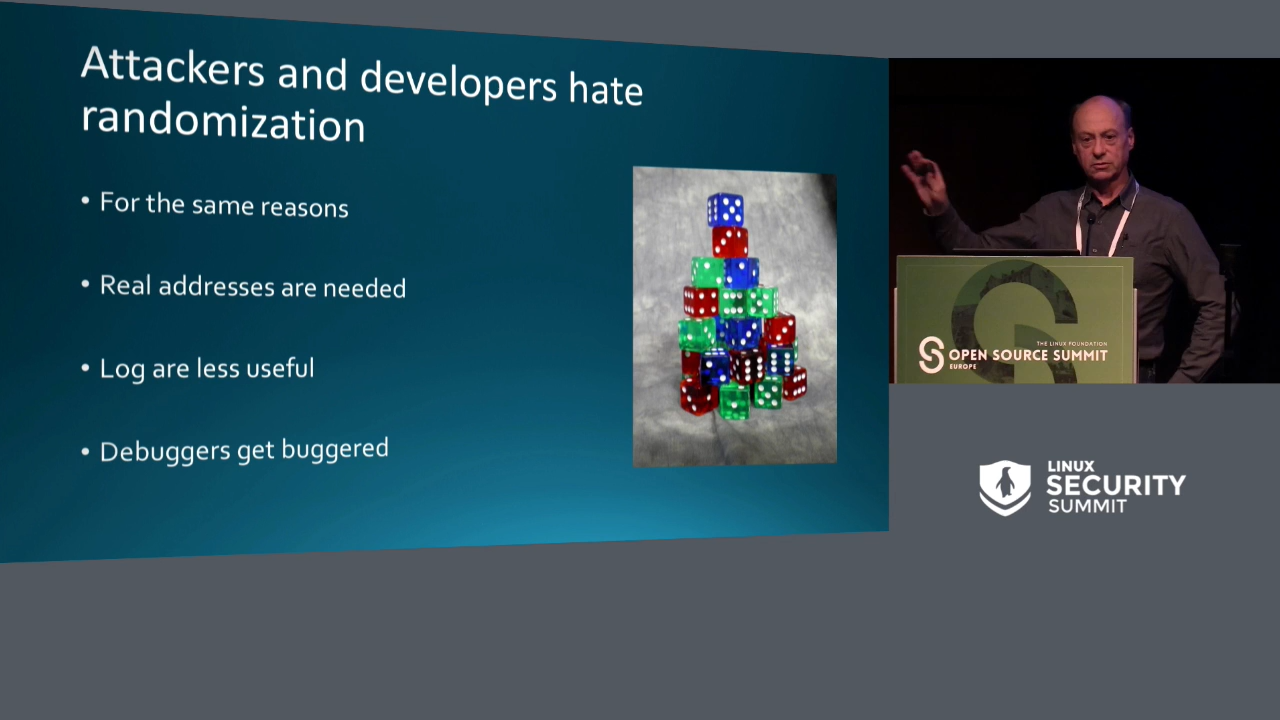 Attackers and developers hate
randomization
• For the same reasons
• Real addresses are needed
• Log are less useful
• Debuggers get buggered
THE LINUX FOUNDATION
OPEN SOURCE SUMMIT
EUROPE
LINUX
SECURITY
SUMMIT